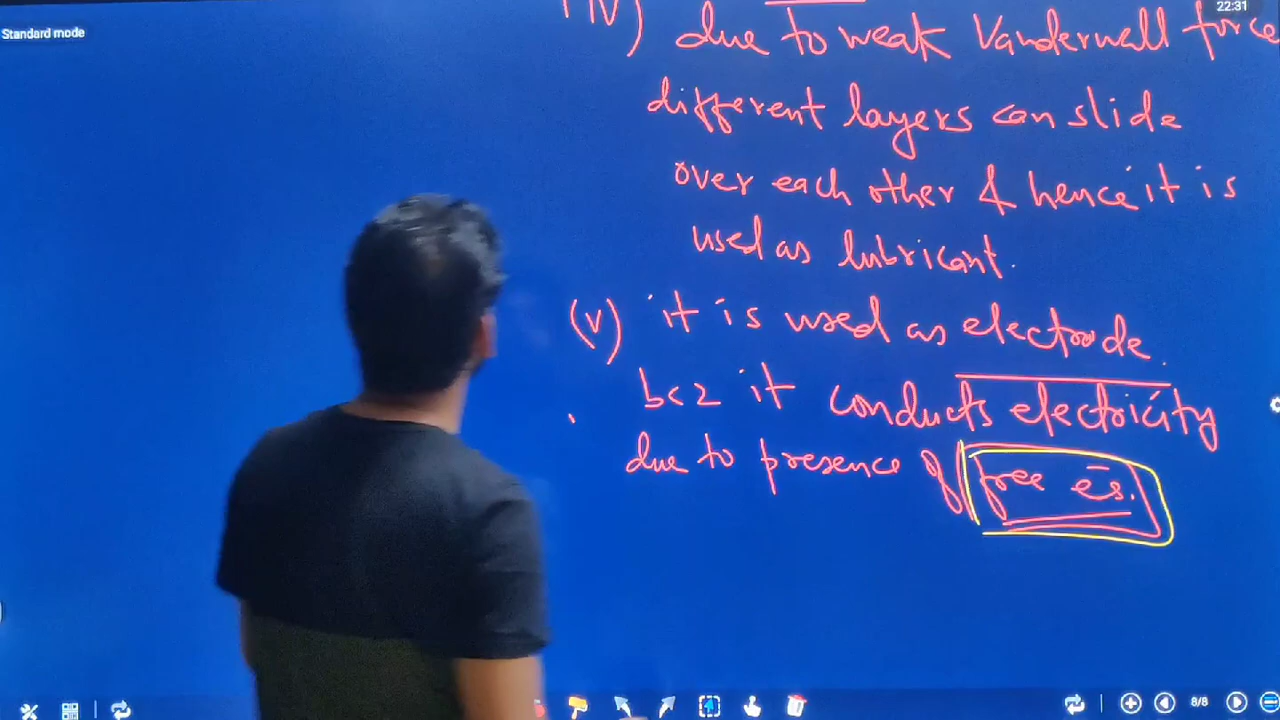 22:31
Standard mode
(iv) due to weak Vanderwall force
different layers can slide
over each other & hence it is
used as lubricant.
(v) it is used as electrode.
bcz it conducts electricity
due to presence of free ēs.
8/8